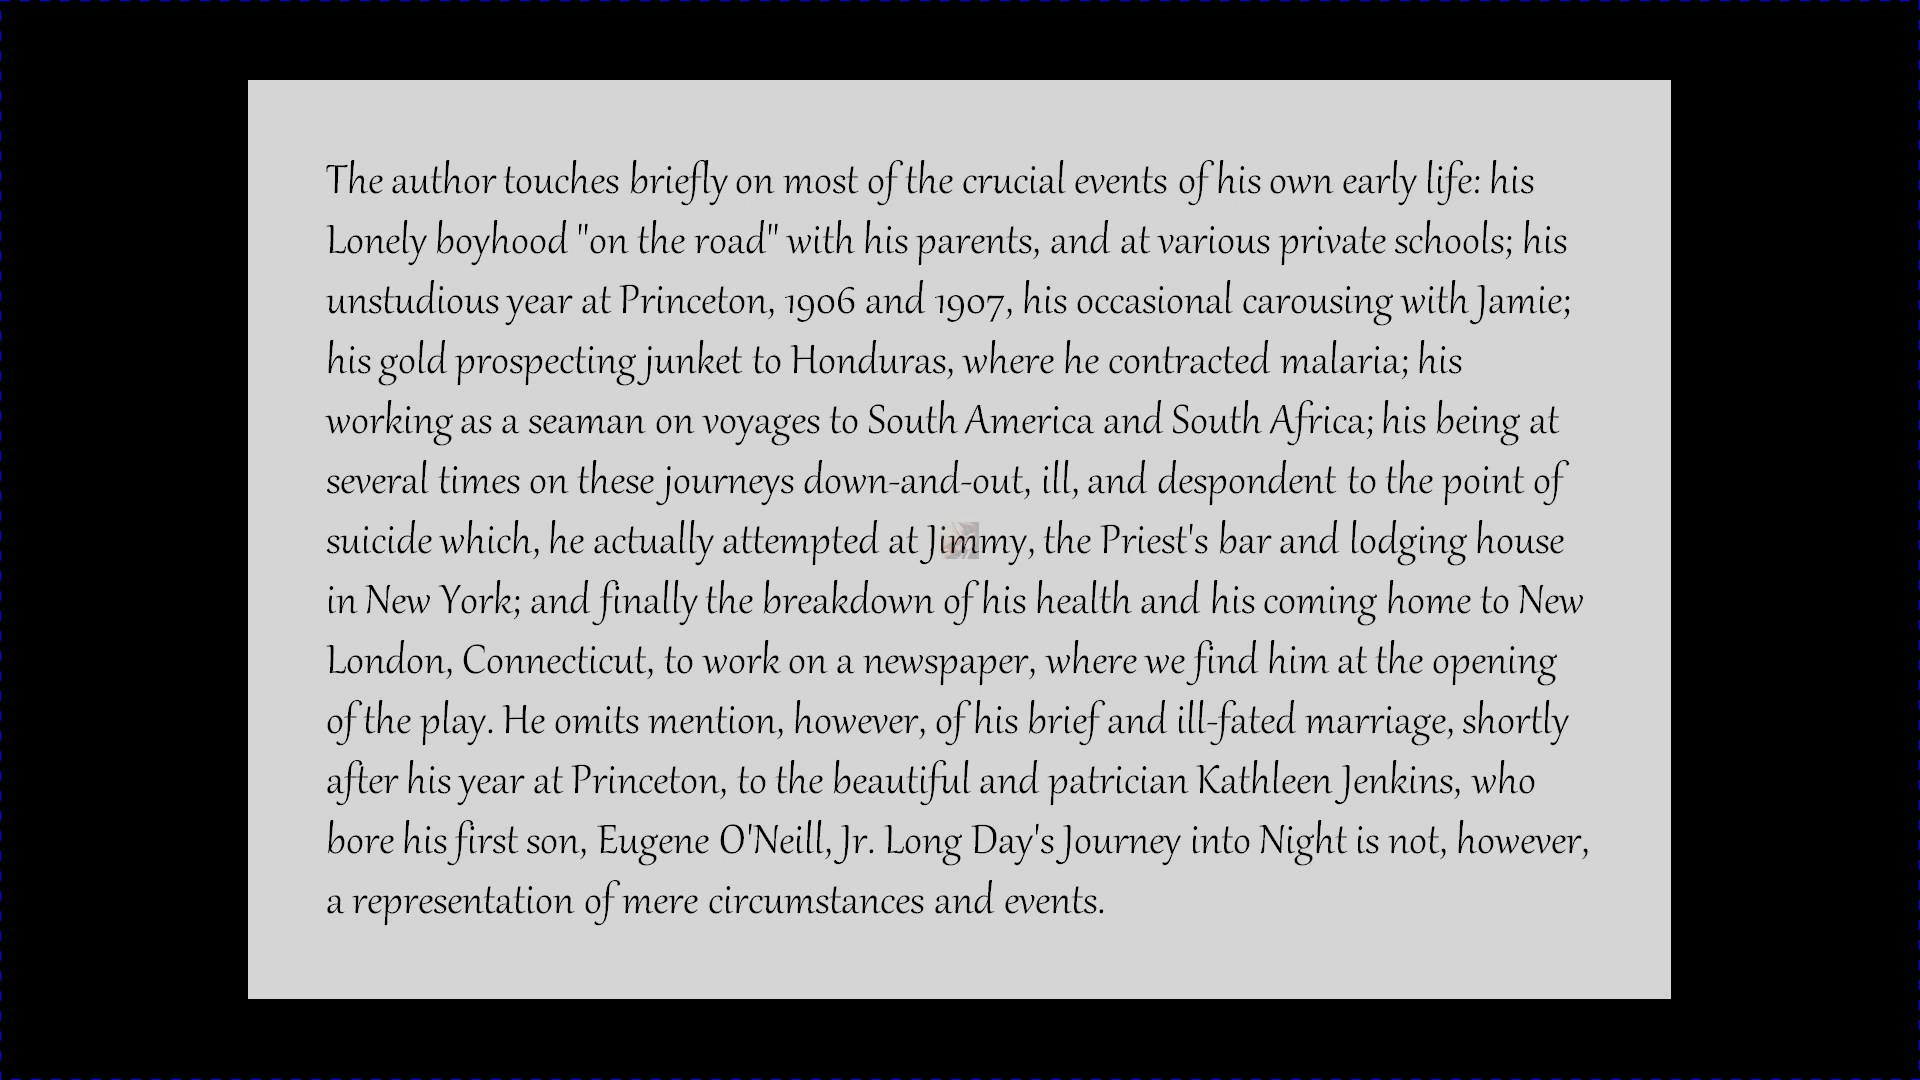 The author touches briefly on most of the crucial events of his own early life: his
Lonely boyhood "on the road" with his parents, and at various private schools; his
unstudious year at Princeton, 1906 and 1907, his occasional carousing with Jamie;
his gold prospecting junket to Honduras, where he contracted malaria; his
working as a seaman on voyages to South America and South Africa; his being at
several times on these journeys down-and-out, ill, and despondent to the point of
suicide which, he actually attempted at Jimmy, the Priest's bar and lodging house
in New York; and finally the breakdown of his health and his coming home to New
London, Connecticut, to work on a newspaper, where we find him at the opening
of the play. He omits mention, however, of his brief and ill-fated marriage, shortly
after his year at Princeton, to the beautiful and patrician Kathleen Jenkins, who
bore his first son, Eugene O'Neill, Jr. Long Day's Journey into Night is not, however,
a representation of mere circumstances and events.